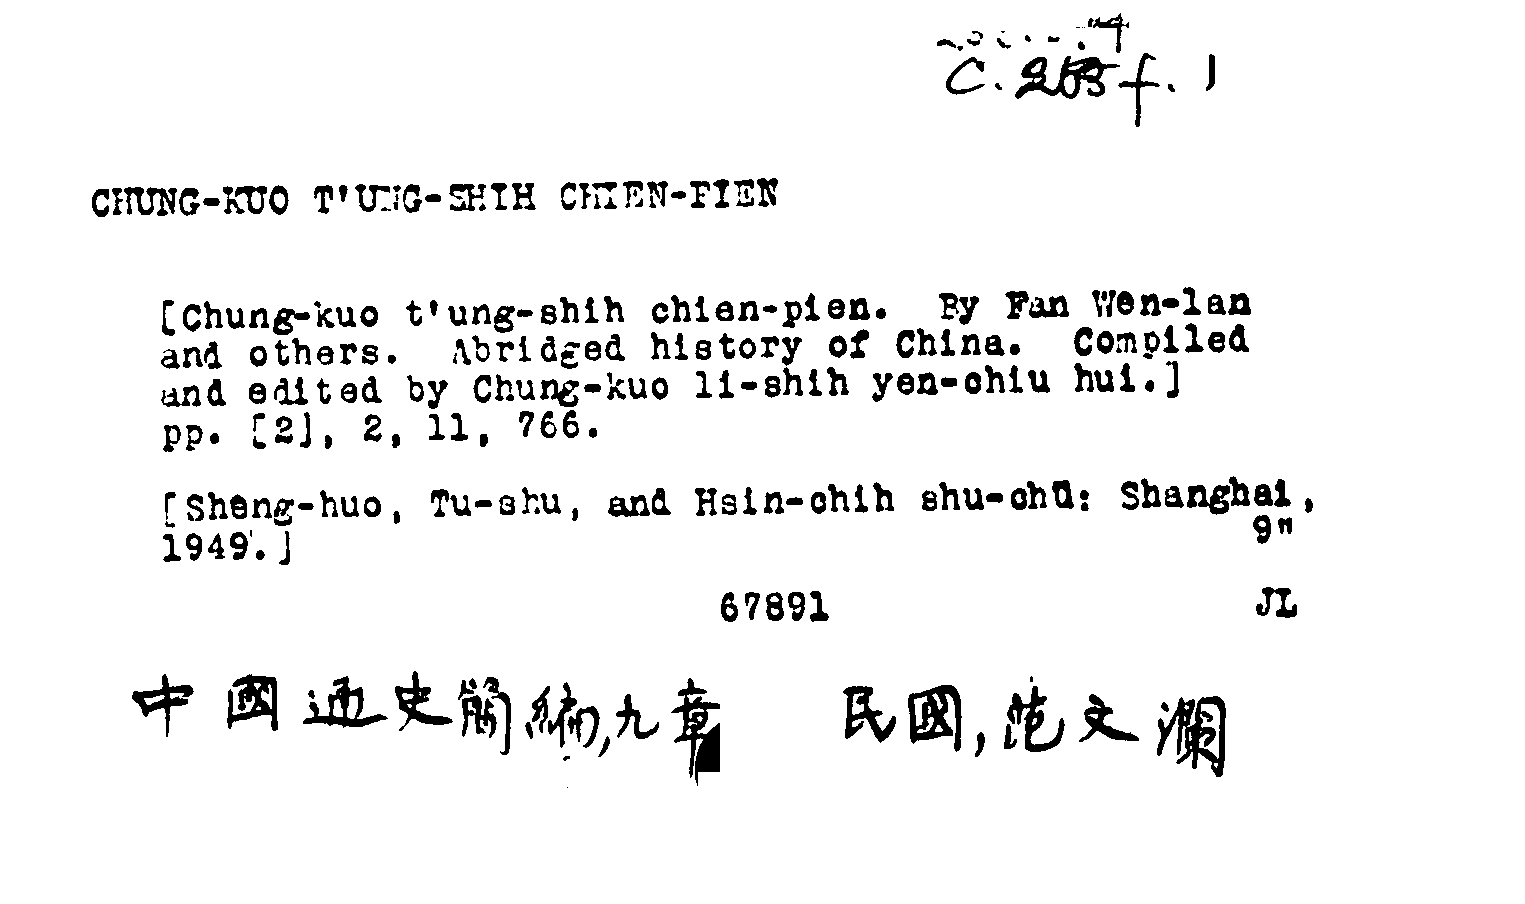 C. 263 f. 1
CHUNG-KUO T'UNG-SHIH CHIEN-PIEN
[Chung-kuo t'ung-shih chien-pien. By Fan Wen-lan
and others. Abridged history of China. Compiled
and edited by Chung-kuo li-shih yen-chiu hui.]
pp. [2], 2, 11, 766.
[Sheng-huo, Tu-shu, and Hsin-chih shu-chü: Shanghai,
1949.] 9"
67891 JL
中國通史簡編,九章 民國,范文瀾